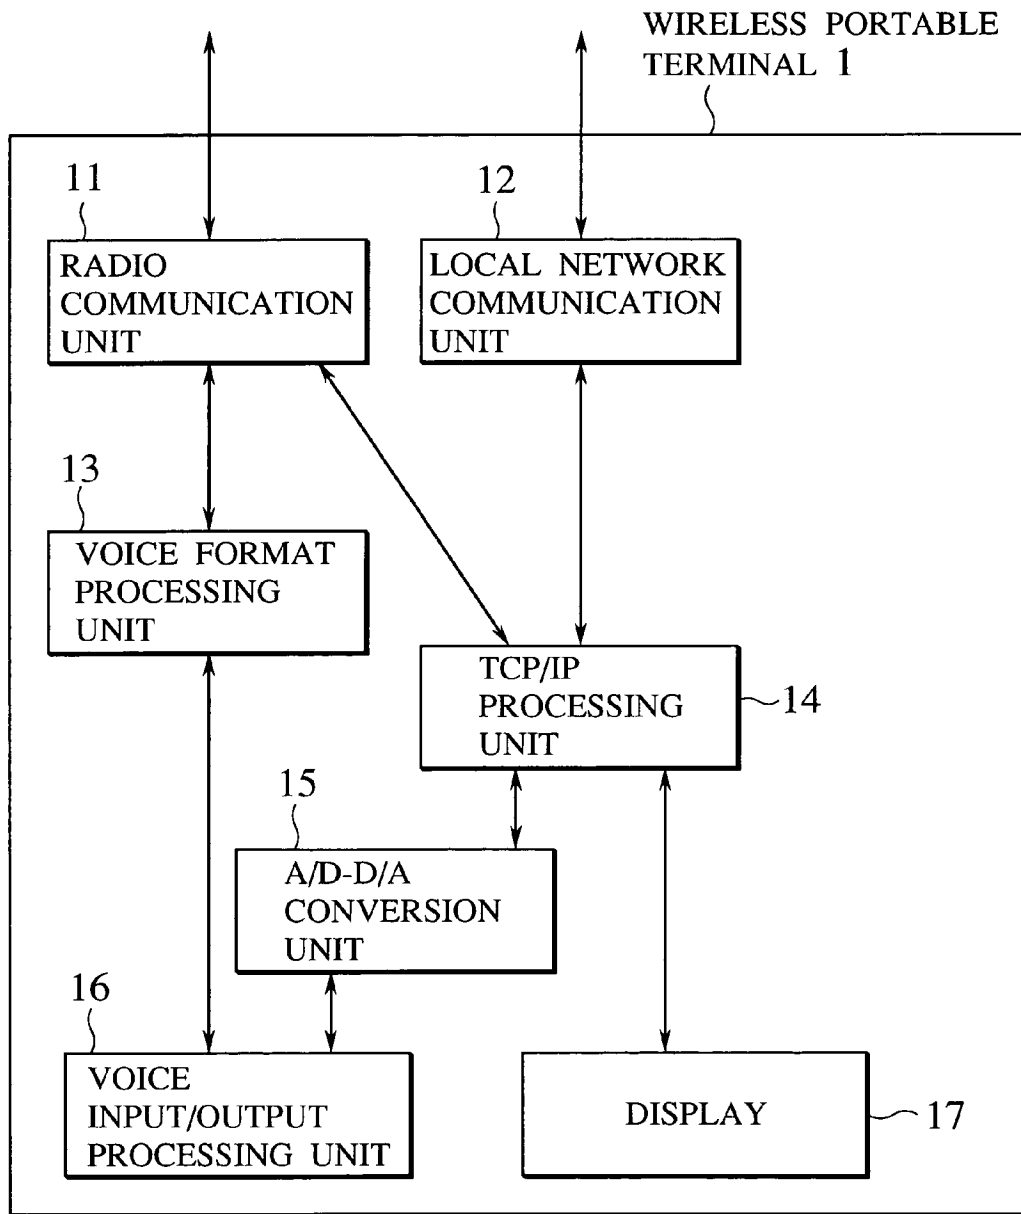 WIRELESS PORTABLE
TERMINAL 1
11
12
RADIO
COMMUNICATION
UNIT
LOCAL NETWORK
COMMUNICATION
UNIT
13
VOICE FORMAT
PROCESSING
UNIT
TCP/IP
PROCESSING
UNIT
14
15
A/D-D/A
CONVERSION
UNIT
16
VOICE
INPUT/OUTPUT
PROCESSING UNIT
DISPLAY
17